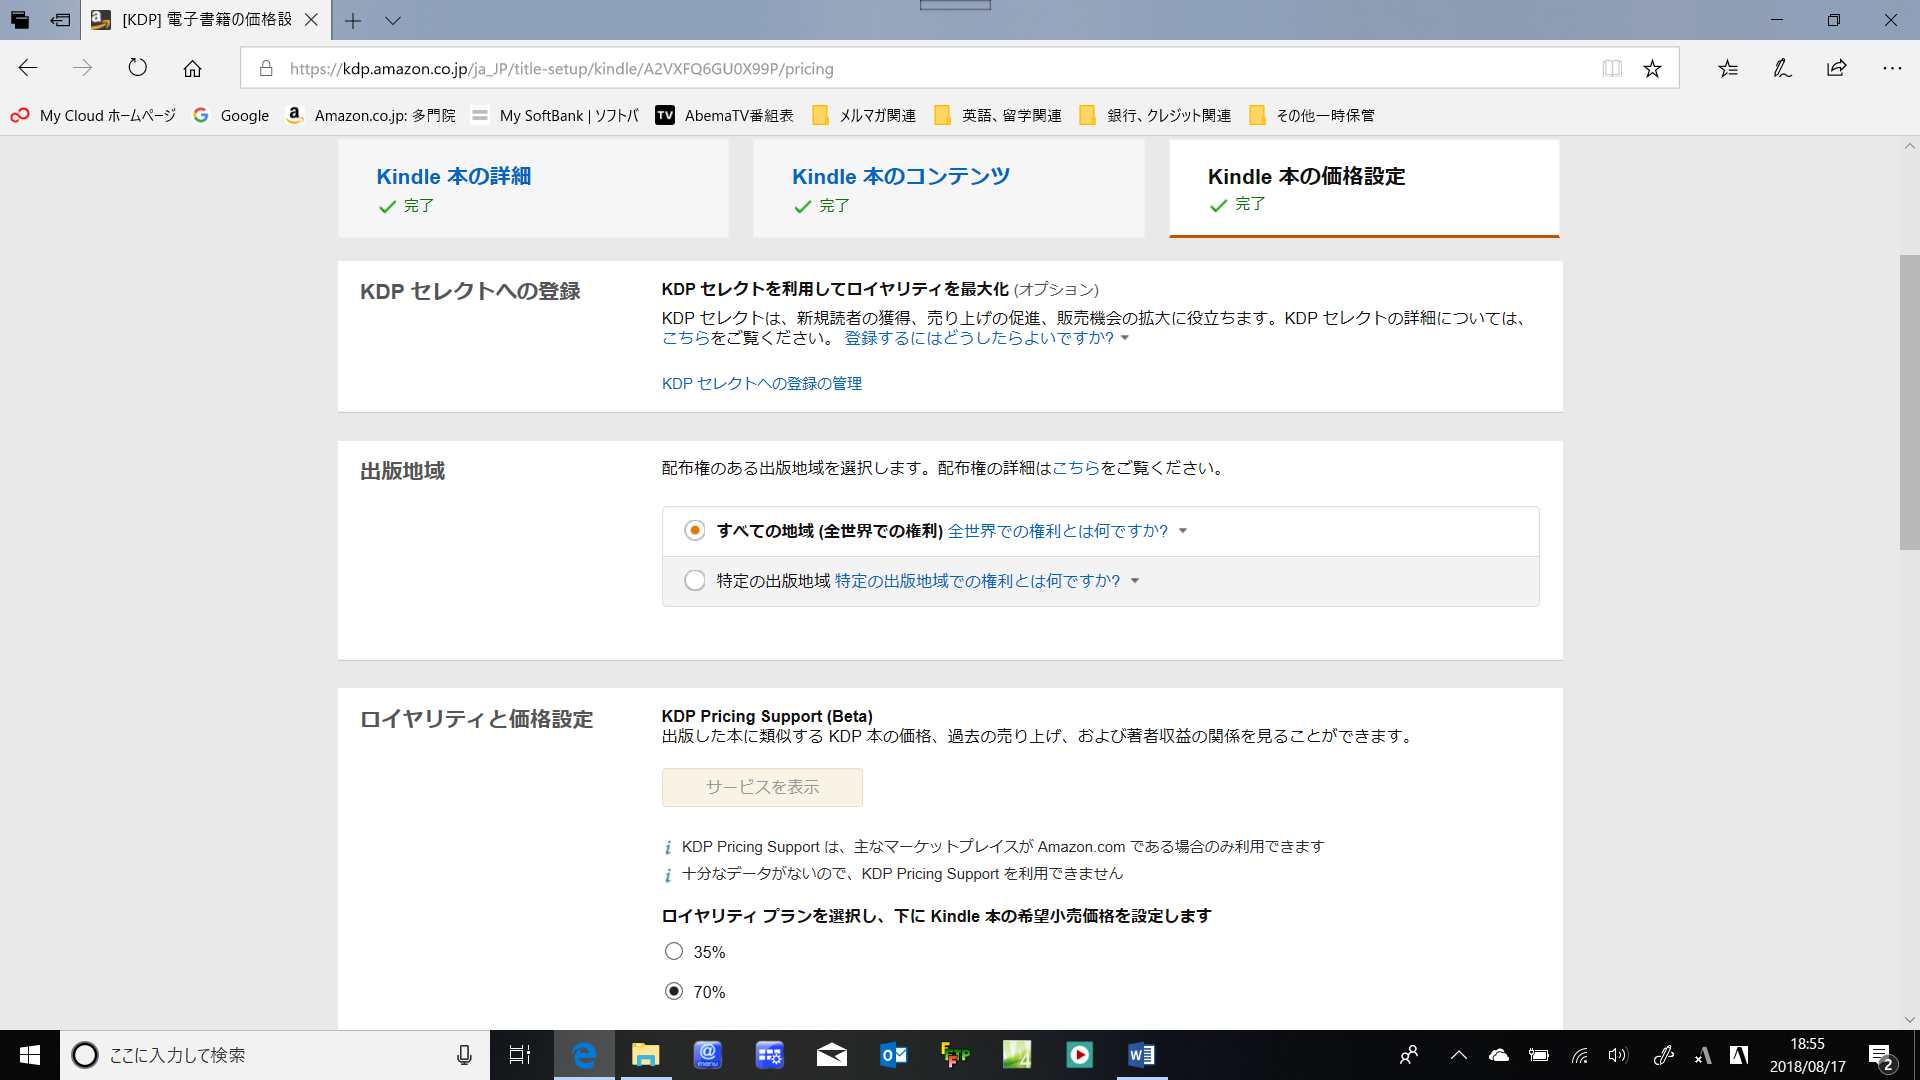 [KDP] 電子書籍の価格設
https://kdp.amazon.co.jp/ja_JP/title-setup/kindle/A2VXFQ6GU0X99P/pricing
My Cloud ホームページ Google Amazon.co.jp: 多門院 My SoftBank | ソフトバ TV AbemaTV番組表 メルマガ関連 英語、留学関連 銀行、クレジット関連 その他一時保管
Kindle 本の詳細
完了
Kindle 本のコンテンツ
完了
Kindle 本の価格設定
完了
KDP セレクトへの登録
KDP セレクトを利用してロイヤリティを最大化 (オプション)
KDP セレクトは、新規読者の獲得、売り上げの促進、販売機会の拡大に役立ちます。KDP セレクトの詳細については、
こちらをご覧ください。 登録するにはどうしたらよいですか?
KDP セレクトへの登録の管理
出版地域
配布権のある出版地域を選択します。配布権の詳細はこちらをご覧ください。
すべての地域 (全世界での権利) 全世界での権利とは何ですか?
特定の出版地域 特定の出版地域での権利とは何ですか?
ロイヤリティと価格設定
KDP Pricing Support (Beta)
出版した本に類似する KDP 本の価格、過去の売り上げ、および著者収益の関係を見ることができます。
サービスを表示
KDP Pricing Support は、主なマーケットプレイスが Amazon.com である場合のみ利用できます
十分なデータがないので、KDP Pricing Support を利用できません
ロイヤリティ プランを選択し、下に Kindle 本の希望小売価格を設定します
35%
70%
ここに入力して検索
18:55
2018/08/17
2